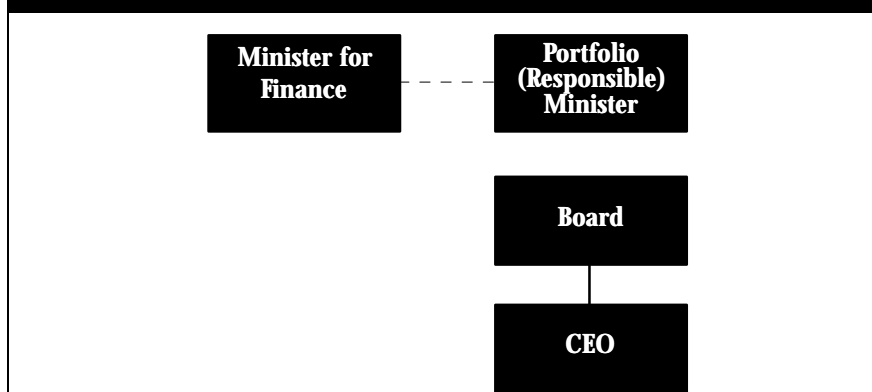 Minister for
Finance
Portfolio
(Responsible)
Minister
Board
CEO